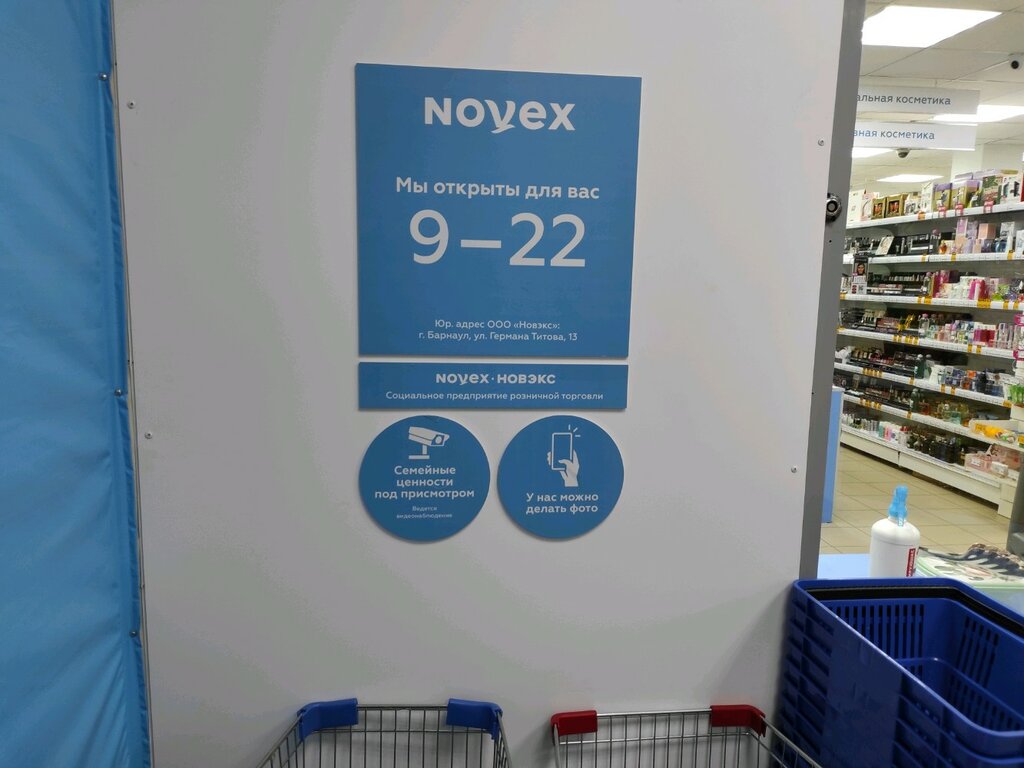 Novex
Мы открыты для вас
9–22
Юр. адрес ООО «Новэкс»:
г. Барнаул, ул. Германа Титова, 13
Novex·НОВЭКС
Социальное предприятие розничной торговли
Семейные
ценности
под присмотром
Ведется
видеонаблюдение
У нас можно
делать фото
альная косметика
вная косметика